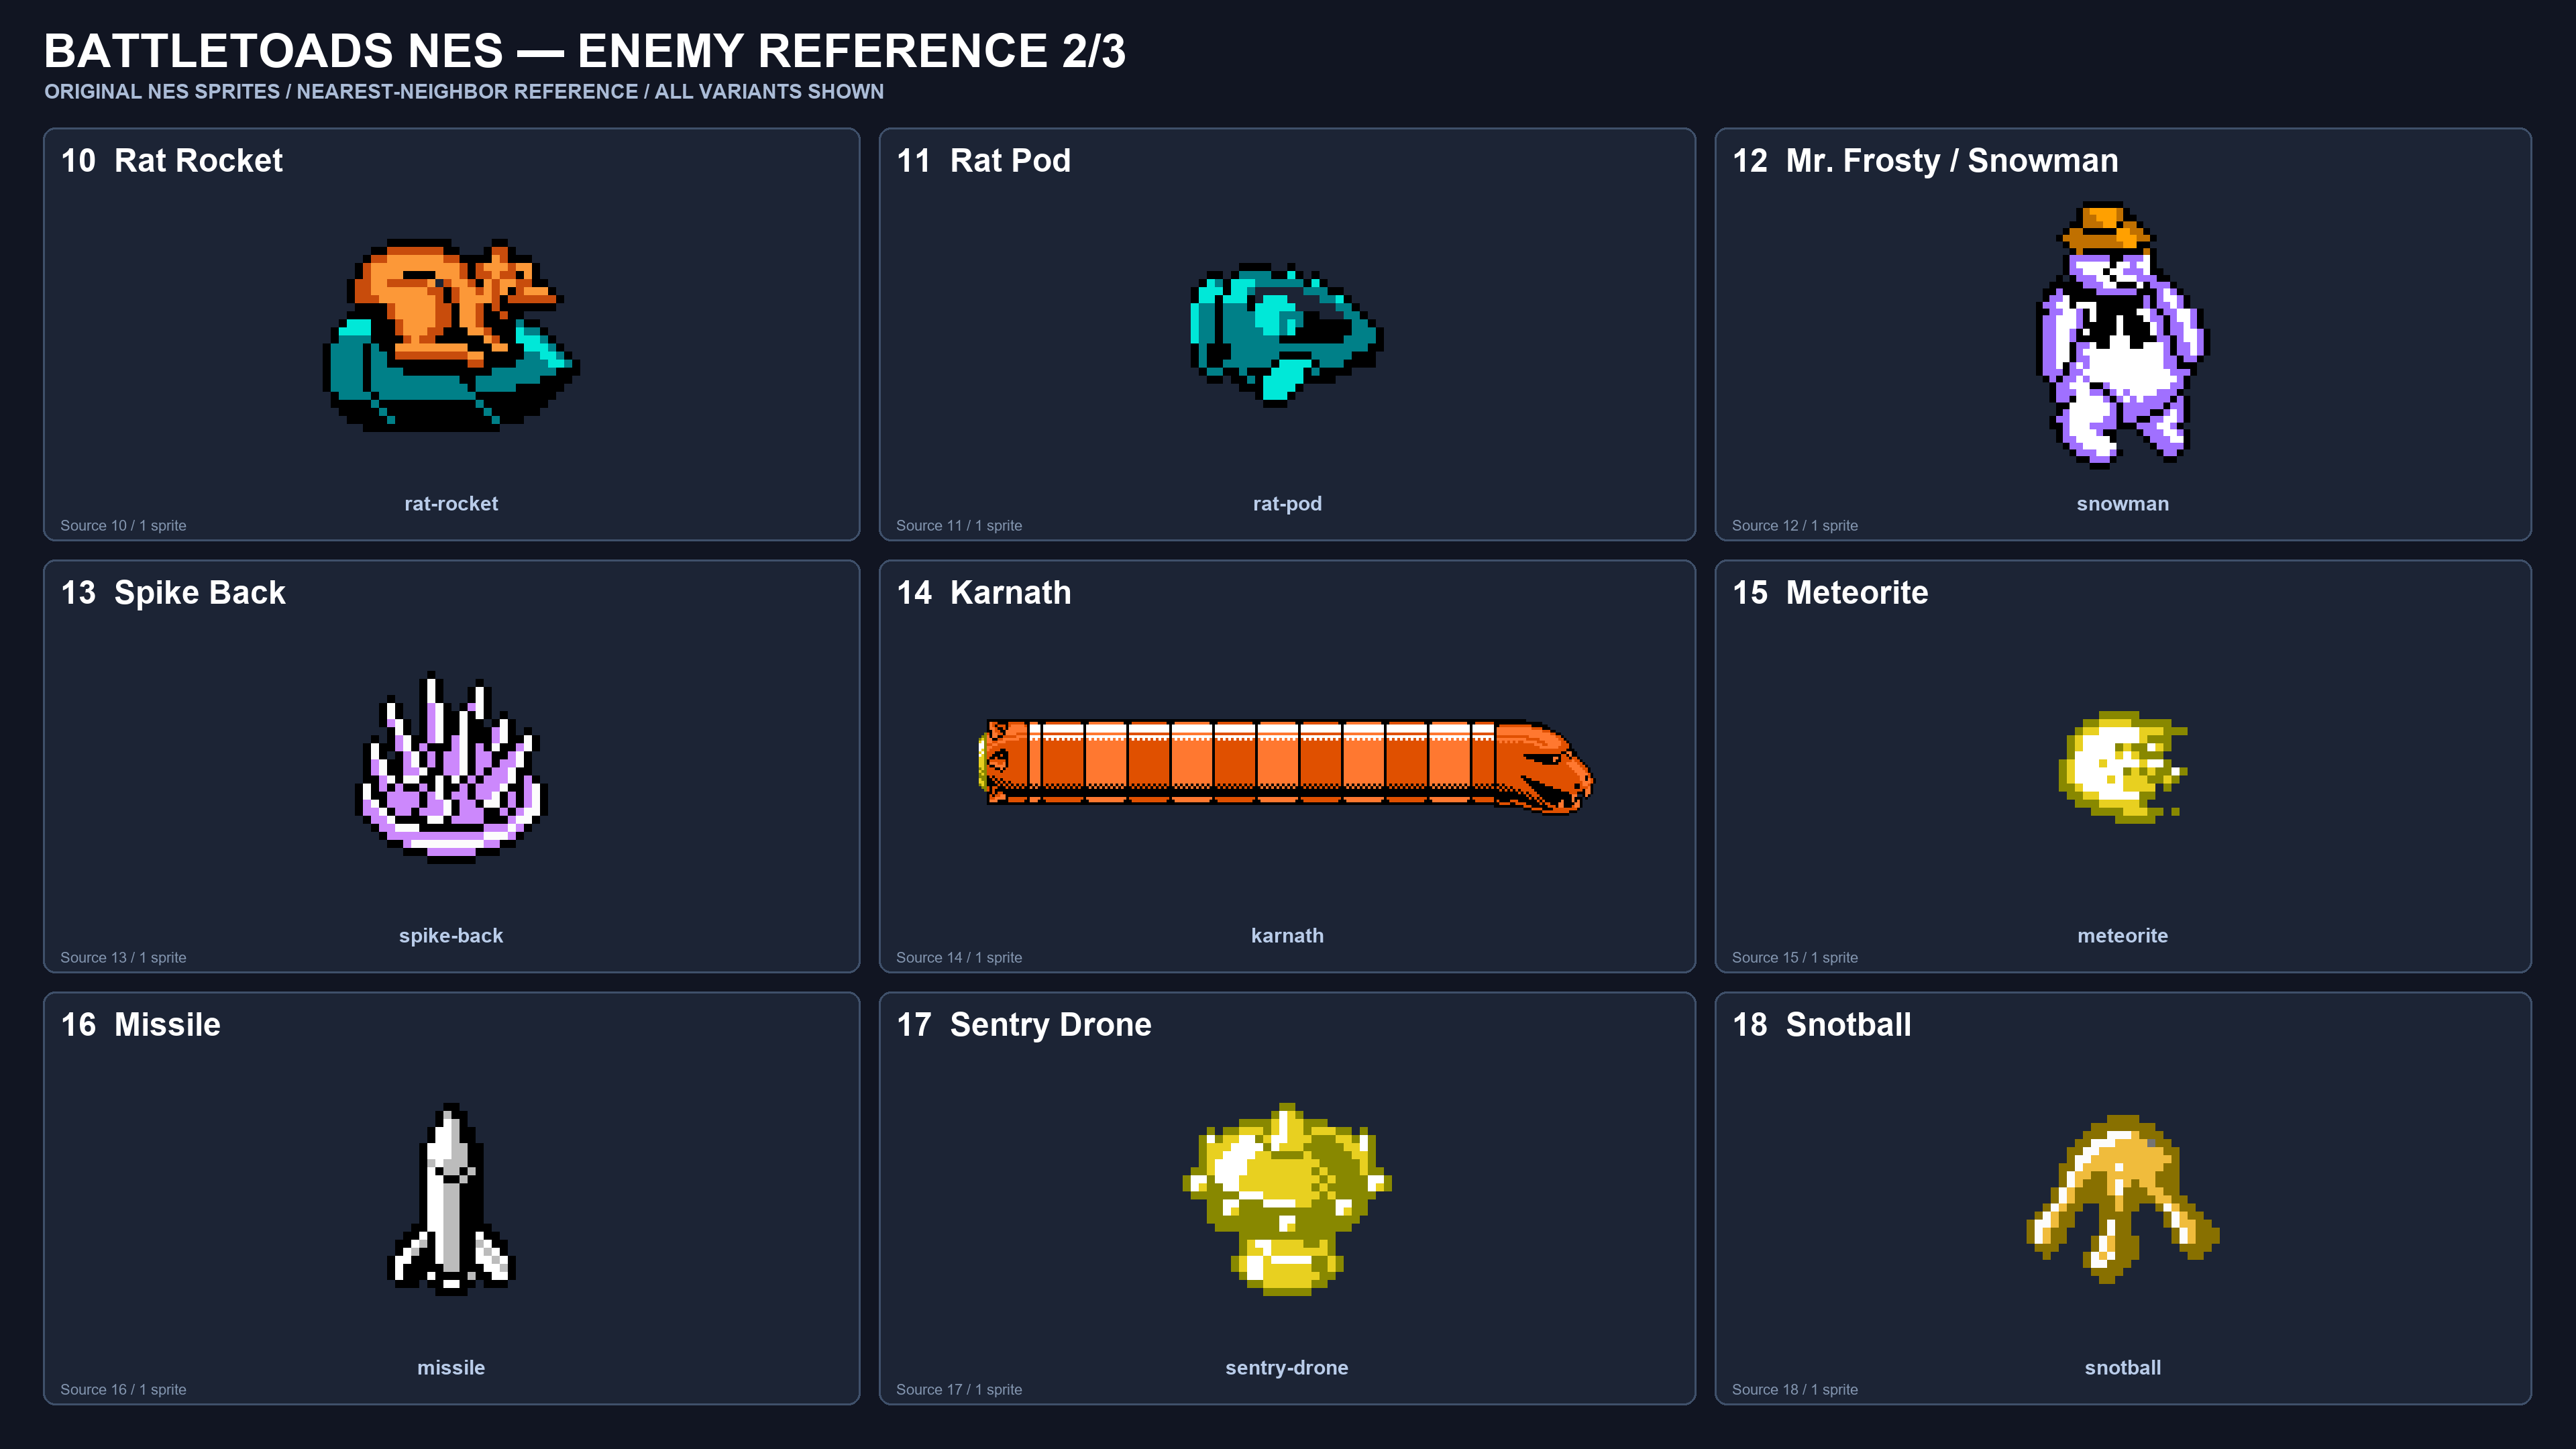 BATTLETOADS NES — ENEMY REFERENCE 2/3
ORIGINAL NES SPRITES / NEAREST-NEIGHBOR REFERENCE / ALL VARIANTS SHOWN
10 Rat Rocket
rat-rocket
Source 10 / 1 sprite
11 Rat Pod
rat-pod
Source 11 / 1 sprite
12 Mr. Frosty / Snowman
snowman
Source 12 / 1 sprite
13 Spike Back
spike-back
Source 13 / 1 sprite
14 Karnath
karnath
Source 14 / 1 sprite
15 Meteorite
meteorite
Source 15 / 1 sprite
16 Missile
missile
Source 16 / 1 sprite
17 Sentry Drone
sentry-drone
Source 17 / 1 sprite
18 Snotball
snotball
Source 18 / 1 sprite